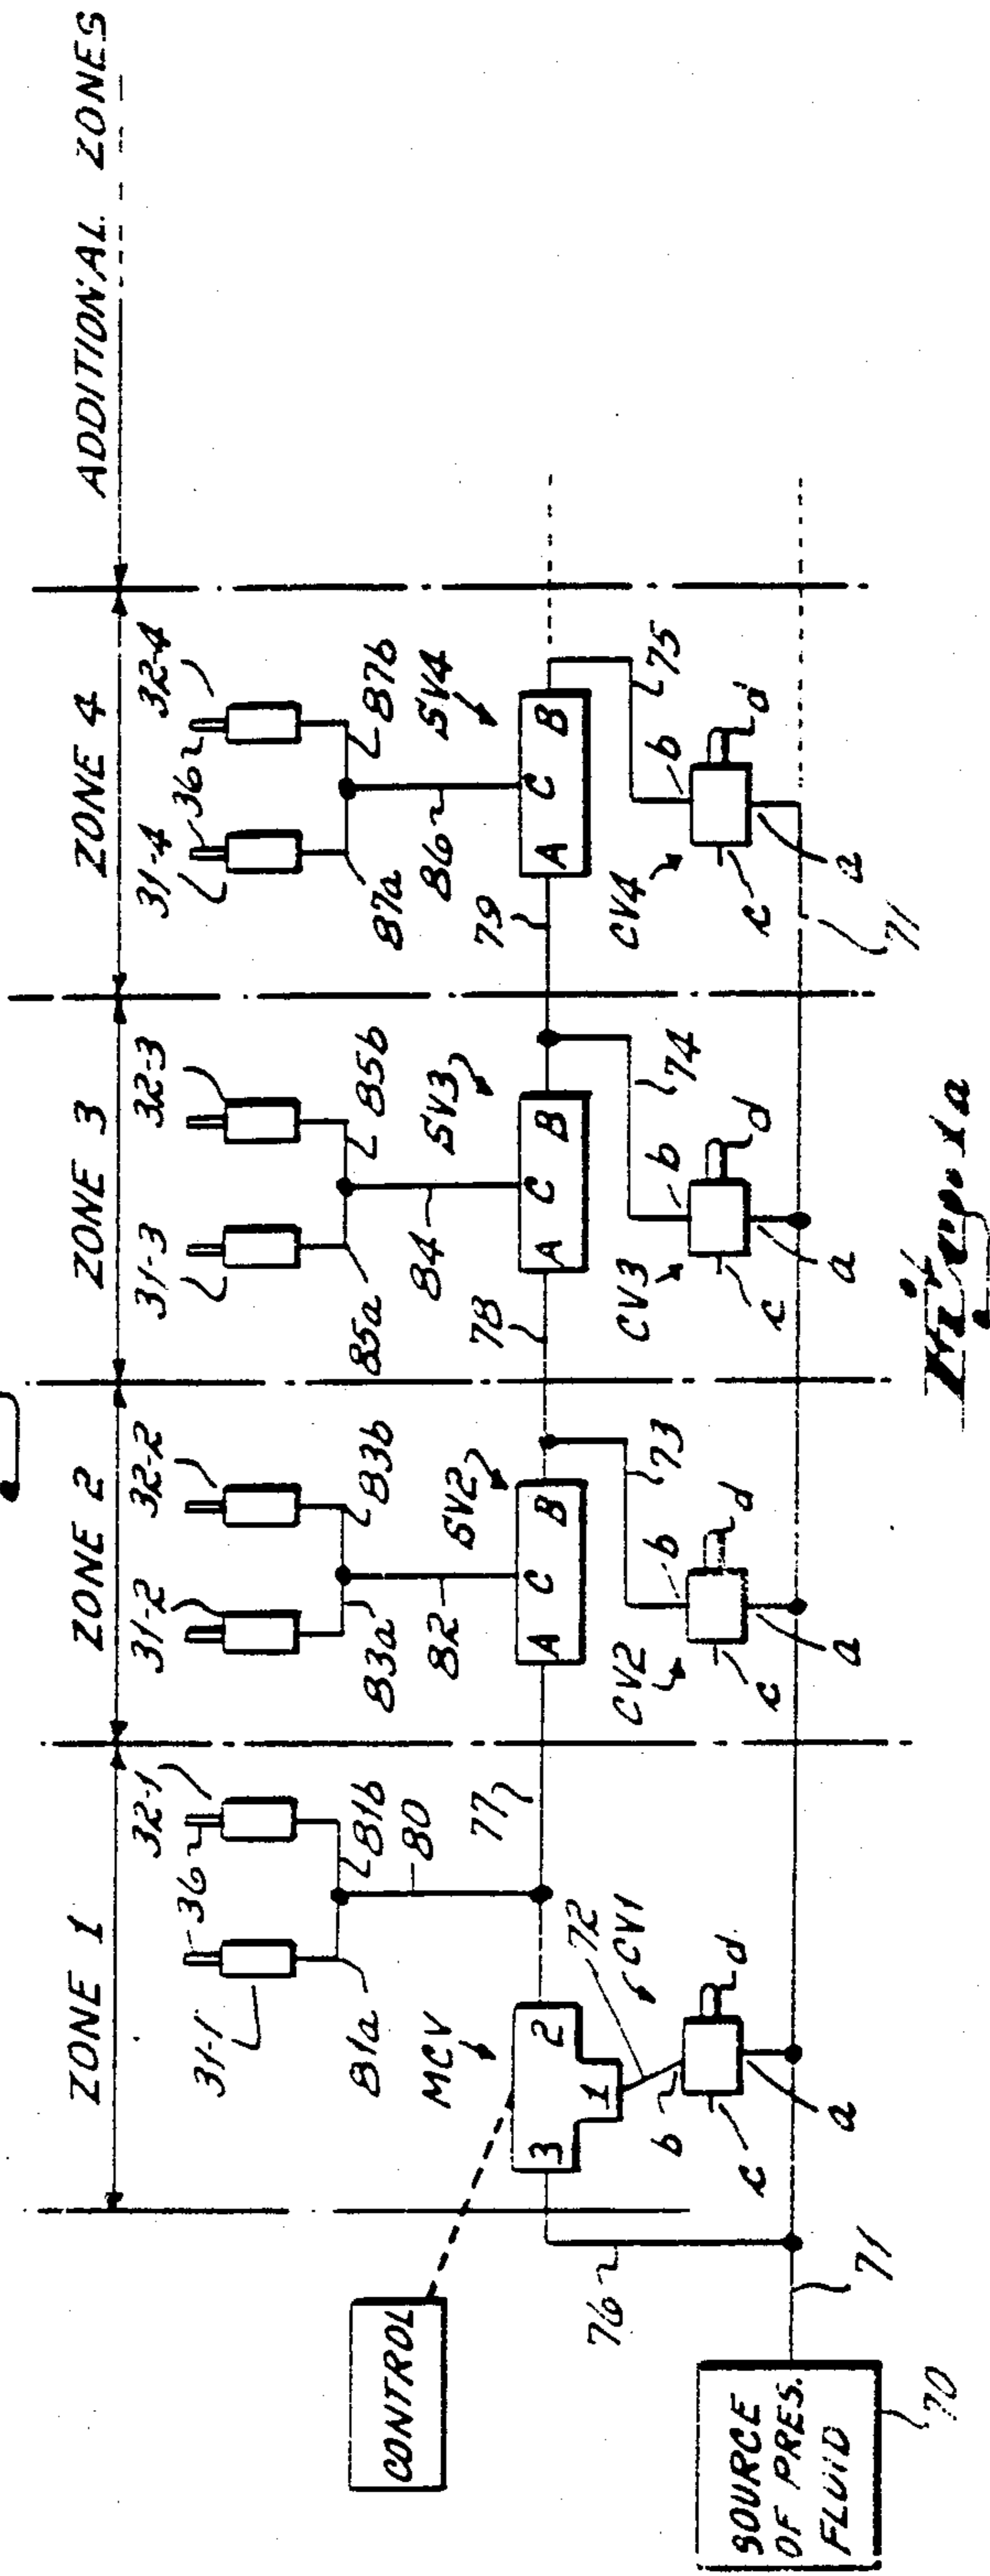 ZONE 1 ZONE 2 ZONE 3 ZONE 4 ADDITIONAL ZONES
31-1 36 32-1 31-2 32-2 31-3 32-3 31-4 36 32-4
81a 81b 83a 83b 85a 85b 87a 87b
80 82 84 86
CONTROL
MCV SV2 SV3 SV4
3 2 A C B A C B A C B
1
77 78 79
72 73 74 75
76
CV1 CV2 CV3 CV4
b b b b
c d c d c d c d
a a a a
SOURCE
OF PRES.
FLUID
70 71 71
Fig. 1a